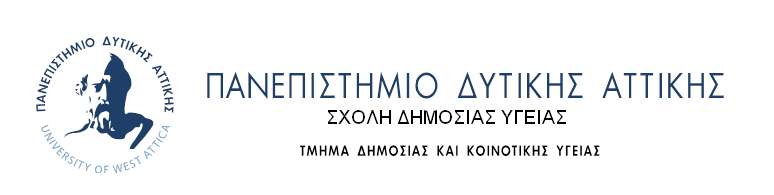 ΠΑΝΕΠΙΣΤΗΜΙΟ ΔΥΤΙΚΗΣ ΑΤΤΙΚΗΣ
UNIVERSITY OF WEST ATTICA
ΠΑΝΕΠΙΣΤΗΜΙΟ ΔΥΤΙΚΗΣ ΑΤΤΙΚΗΣ
ΣΧΟΛΗ ΔΗΜΟΣΙΑΣ ΥΓΕΙΑΣ
ΤΜΗΜΑ ΔΗΜΟΣΙΑΣ ΚΑΙ ΚΟΙΝΟΤΙΚΗΣ ΥΓΕΙΑΣ